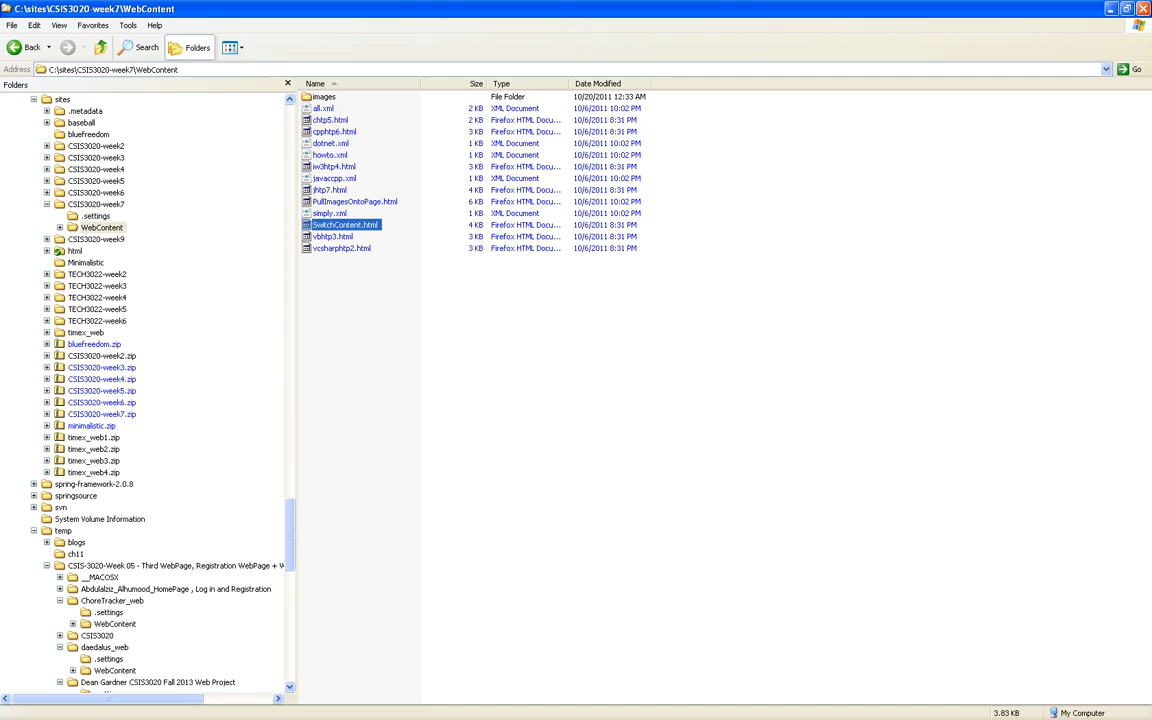 C:\sites\CSIS3020-week7\WebContent
File Edit View Favorites Tools Help
Back Search Folders
Address C:\sites\CSIS3020-week7\WebContent Go
Folders
Name Size Type Date Modified
sites
.metadata
baseball
bluefreedom
CSIS3020-week2
CSIS3020-week3
CSIS3020-week4
CSIS3020-week5
CSIS3020-week6
CSIS3020-week7
.settings
WebContent
CSIS3020-week9
html
Minimalistic
TECH3022-week2
TECH3022-week3
TECH3022-week4
TECH3022-week5
TECH3022-week6
timex_web
bluefreedom.zip
CSIS3020-week2.zip
CSIS3020-week3.zip
CSIS3020-week4.zip
CSIS3020-week5.zip
CSIS3020-week6.zip
CSIS3020-week7.zip
minimalistic.zip
timex_web1.zip
timex_web2.zip
timex_web3.zip
timex_web4.zip
spring-framework-2.0.8
springsource
svn
System Volume Information
temp
blogs
ch11
CSIS-3020-Week 05 - Third WebPage, Registration WebPage + W
__MACOSX
Abdulalziz_Alhumood_HomePage , Log in and Registration
ChoreTracker_web
.settings
WebContent
CSIS3020
daedalus_web
.settings
WebContent
Dean Gardner CSIS3020 Fall 2013 Web Project
images File Folder 10/20/2011 12:33 AM
all.xml 2 KB XML Document 10/6/2011 10:02 PM
chtp5.html 2 KB Firefox HTML Docu... 10/6/2011 8:31 PM
cpphtp6.html 3 KB Firefox HTML Docu... 10/6/2011 8:31 PM
dotnet.xml 1 KB XML Document 10/6/2011 10:02 PM
howto.xml 1 KB XML Document 10/6/2011 10:02 PM
iw3htp4.html 3 KB Firefox HTML Docu... 10/6/2011 8:31 PM
javaccpp.xml 1 KB XML Document 10/6/2011 10:02 PM
jhtp7.html 4 KB Firefox HTML Docu... 10/6/2011 8:31 PM
PullImagesOntoPage.html 6 KB Firefox HTML Docu... 10/6/2011 8:31 PM
simply.xml 1 KB XML Document 10/6/2011 10:02 PM
SwitchContent.html 4 KB Firefox HTML Docu... 10/6/2011 8:31 PM
vbhtp3.html 3 KB Firefox HTML Docu... 10/6/2011 8:31 PM
vcsharphtp2.html 3 KB Firefox HTML Docu... 10/6/2011 8:31 PM
3.83 KB My Computer